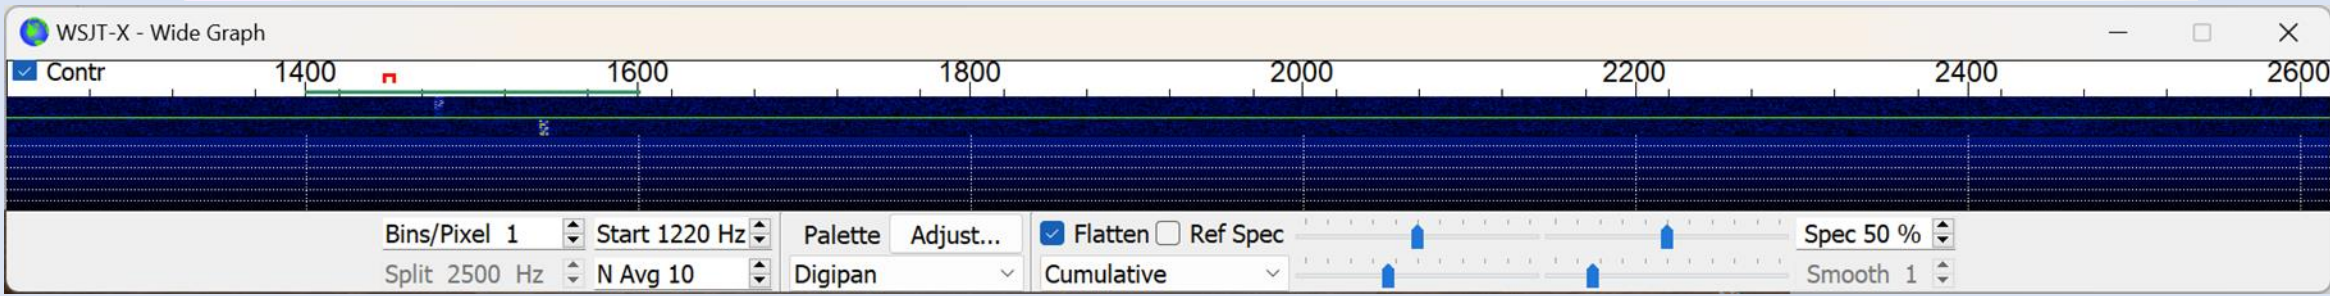 WSJT-X - Wide Graph
Contr 1400 1600 1800 2000 2200 2400 2600
Bins/Pixel 1 Start 1220 Hz Palette Adjust... Flatten Ref Spec Spec 50 %
Split 2500 Hz N Avg 10 Digipan Cumulative Smooth 1